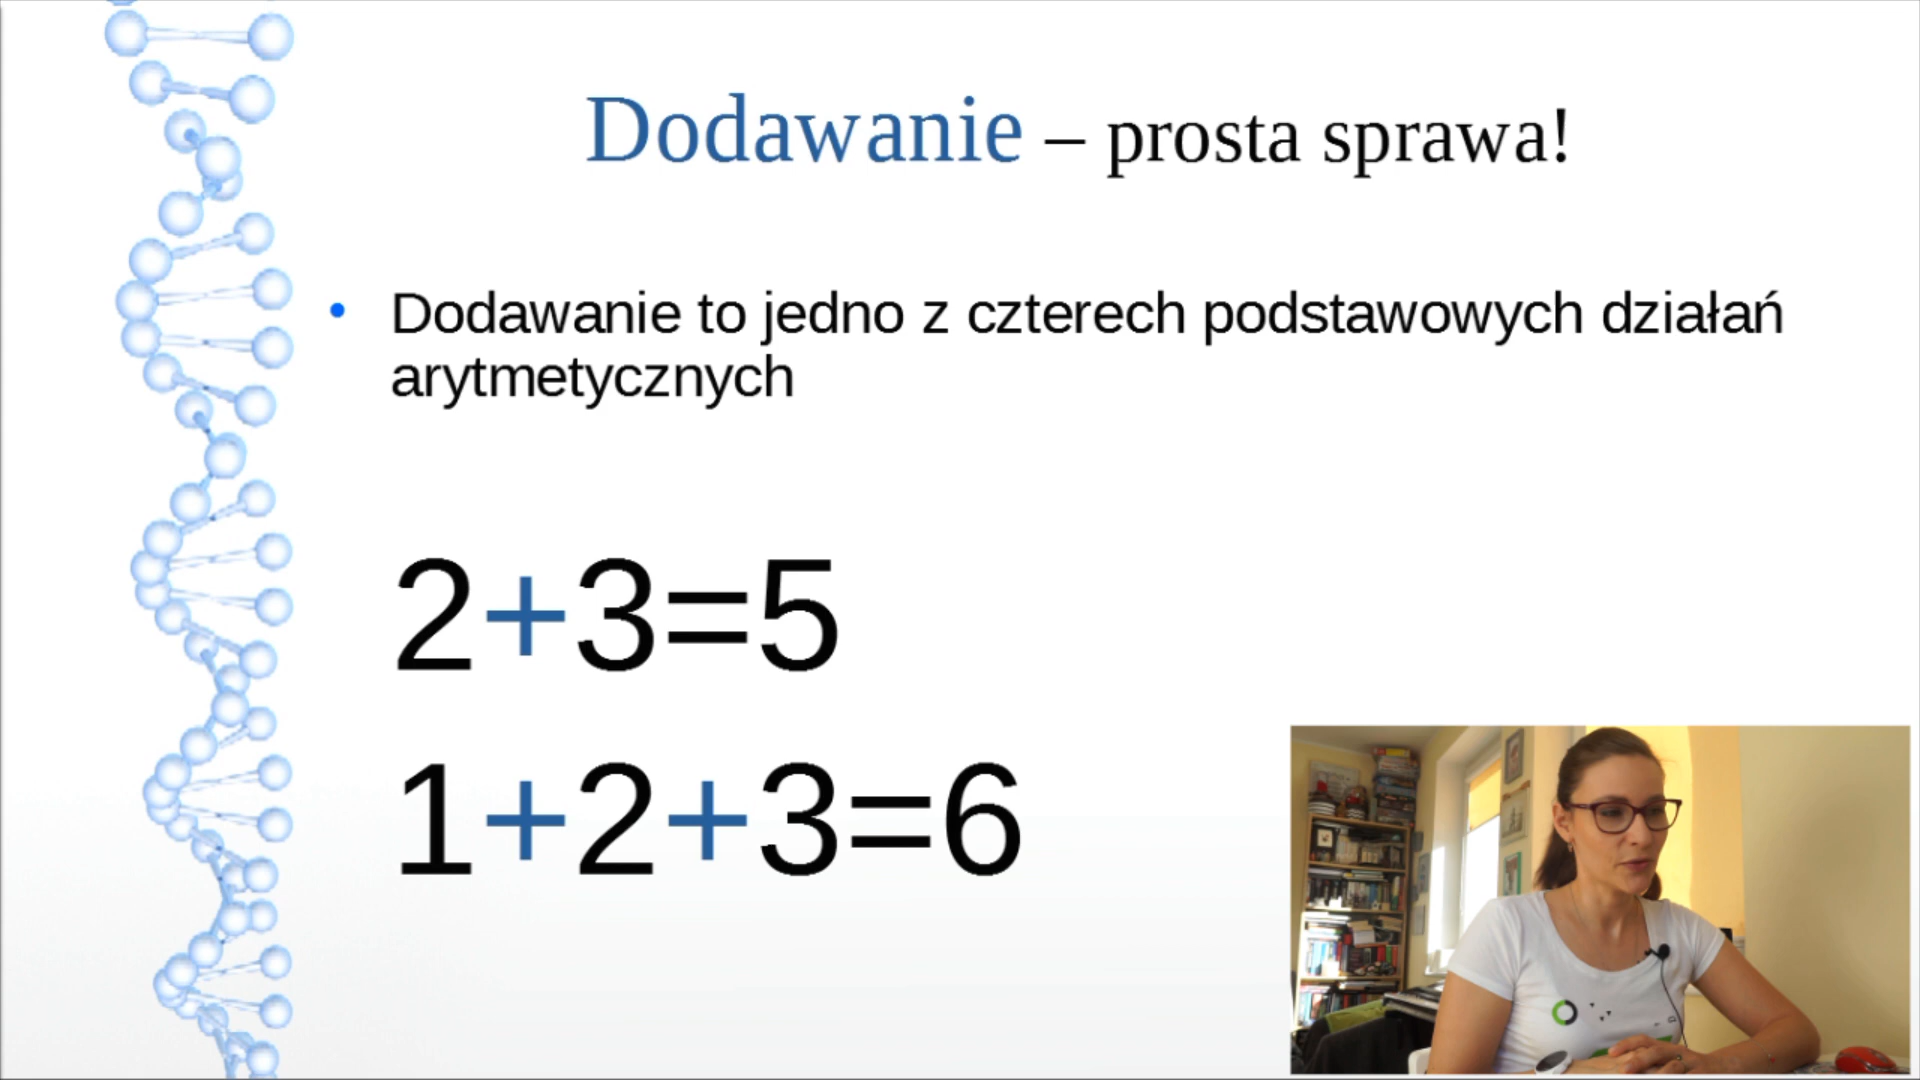 Dodawanie – prosta sprawa!
• Dodawanie to jedno z czterech podstawowych działań
arytmetycznych
2+3=5
1+2+3=6